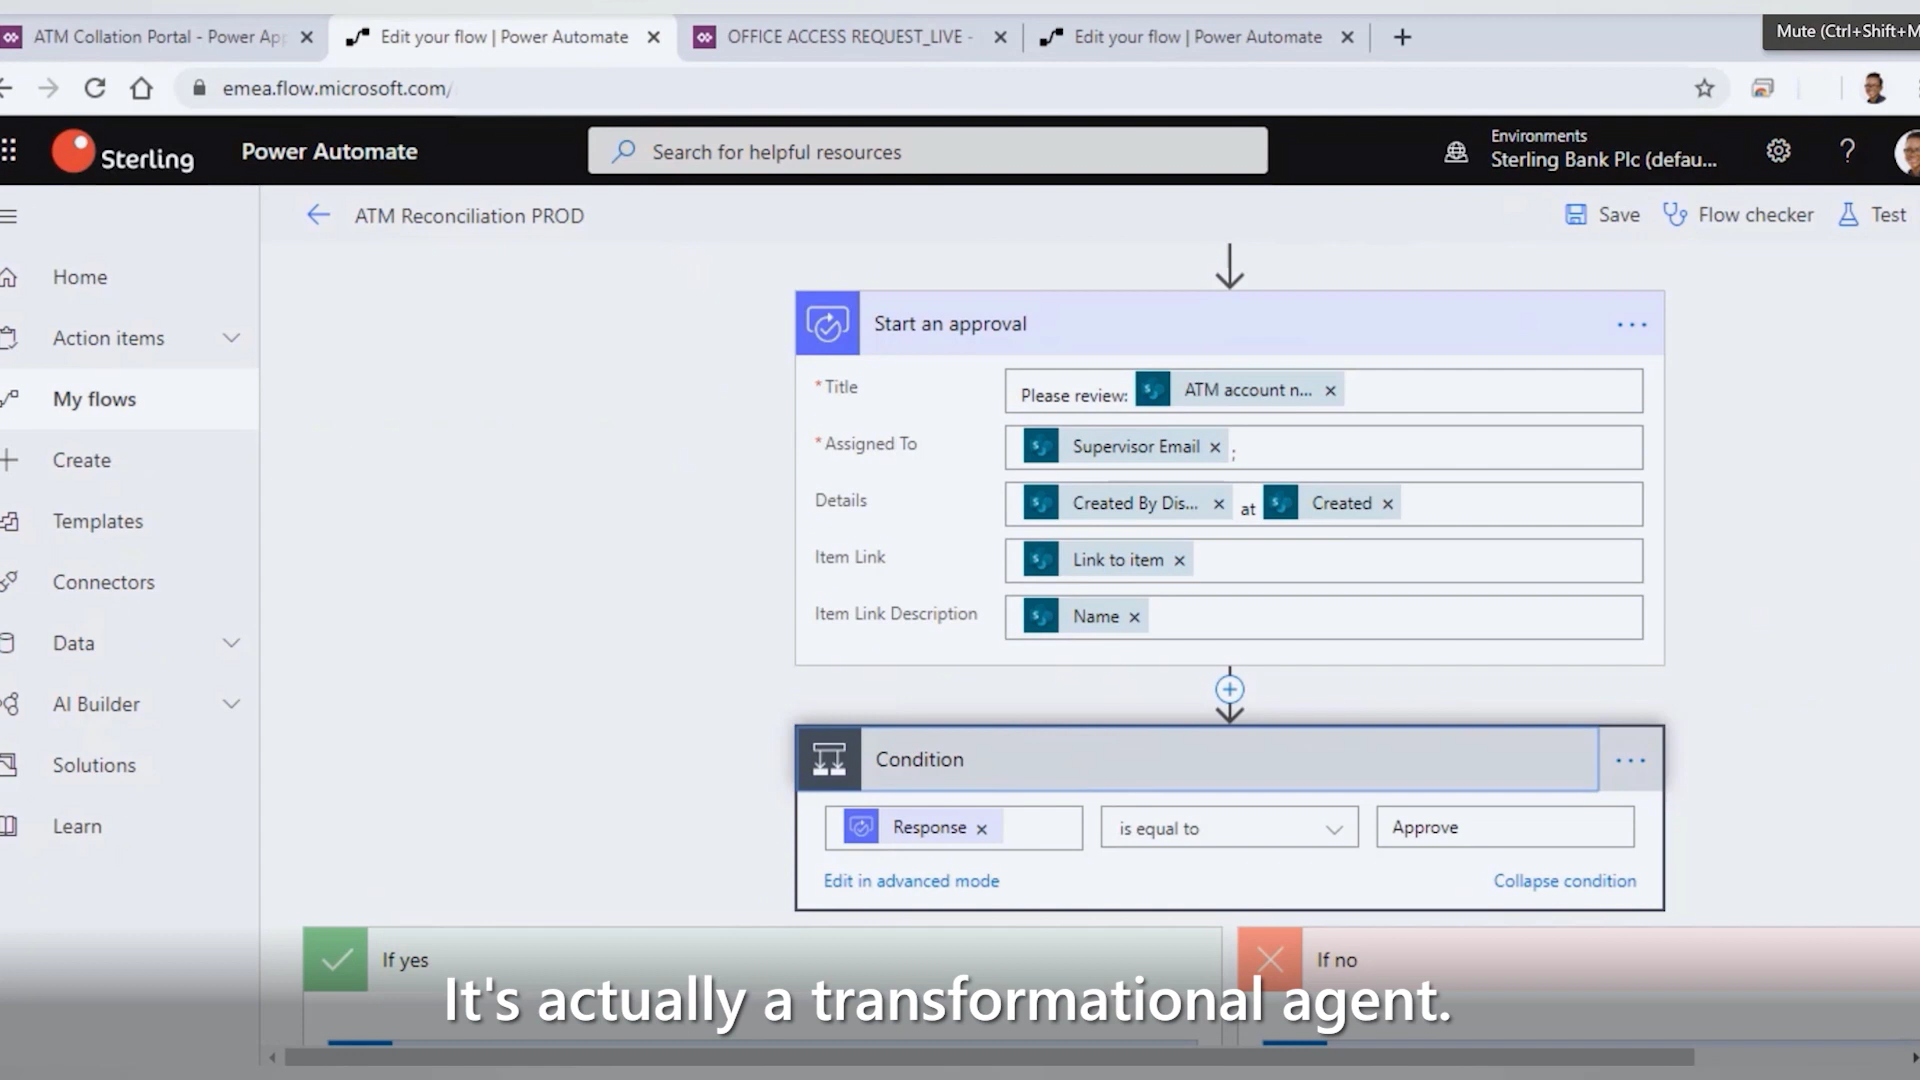 ATM Collation Portal - Power App
Edit your flow | Power Automate
OFFICE ACCESS REQUEST_LIVE -
Edit your flow | Power Automate
Mute (Ctrl+Shift+M
emea.flow.microsoft.com/
Sterling
Power Automate
Search for helpful resources
Environments
Sterling Bank Plc (defau...
?
ATM Reconciliation PROD
Save
Flow checker
Test
Home
Action items
My flows
Create
Templates
Connectors
Data
AI Builder
Solutions
Learn
Start an approval
* Title
Please review: ATM account n...
* Assigned To
Supervisor Email ;
Details
Created By Dis... at Created
Item Link
Link to item
Item Link Description
Name
Condition
Response
is equal to
Approve
Edit in advanced mode
Collapse condition
If yes
If no
It's actually a transformational agent.